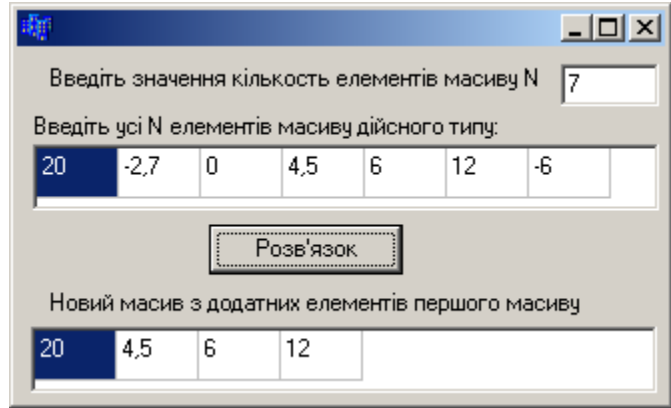 Введіть значення кількость елементів масиву N 7
Введіть усі N елементів масиву дійсного типу:
20 -2,7 0 4,5 6 12 -6
Розв'язок
Новий масив з додатних елементів першого масиву
20 4,5 6 12